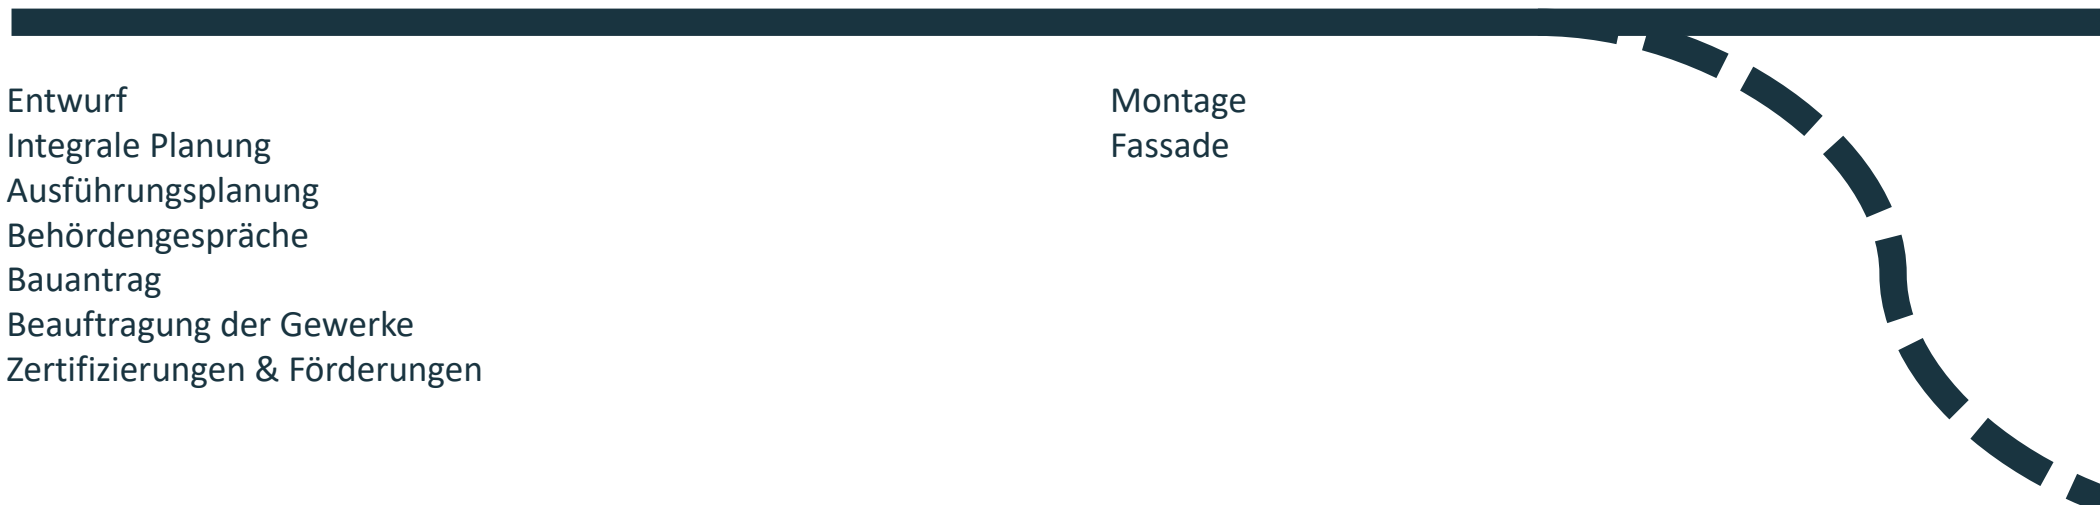 Entwurf
Integrale Planung
Ausführungsplanung
Behördengespräche
Bauantrag
Beauftragung der Gewerke
Zertifizierungen & Förderungen
Montage
Fassade